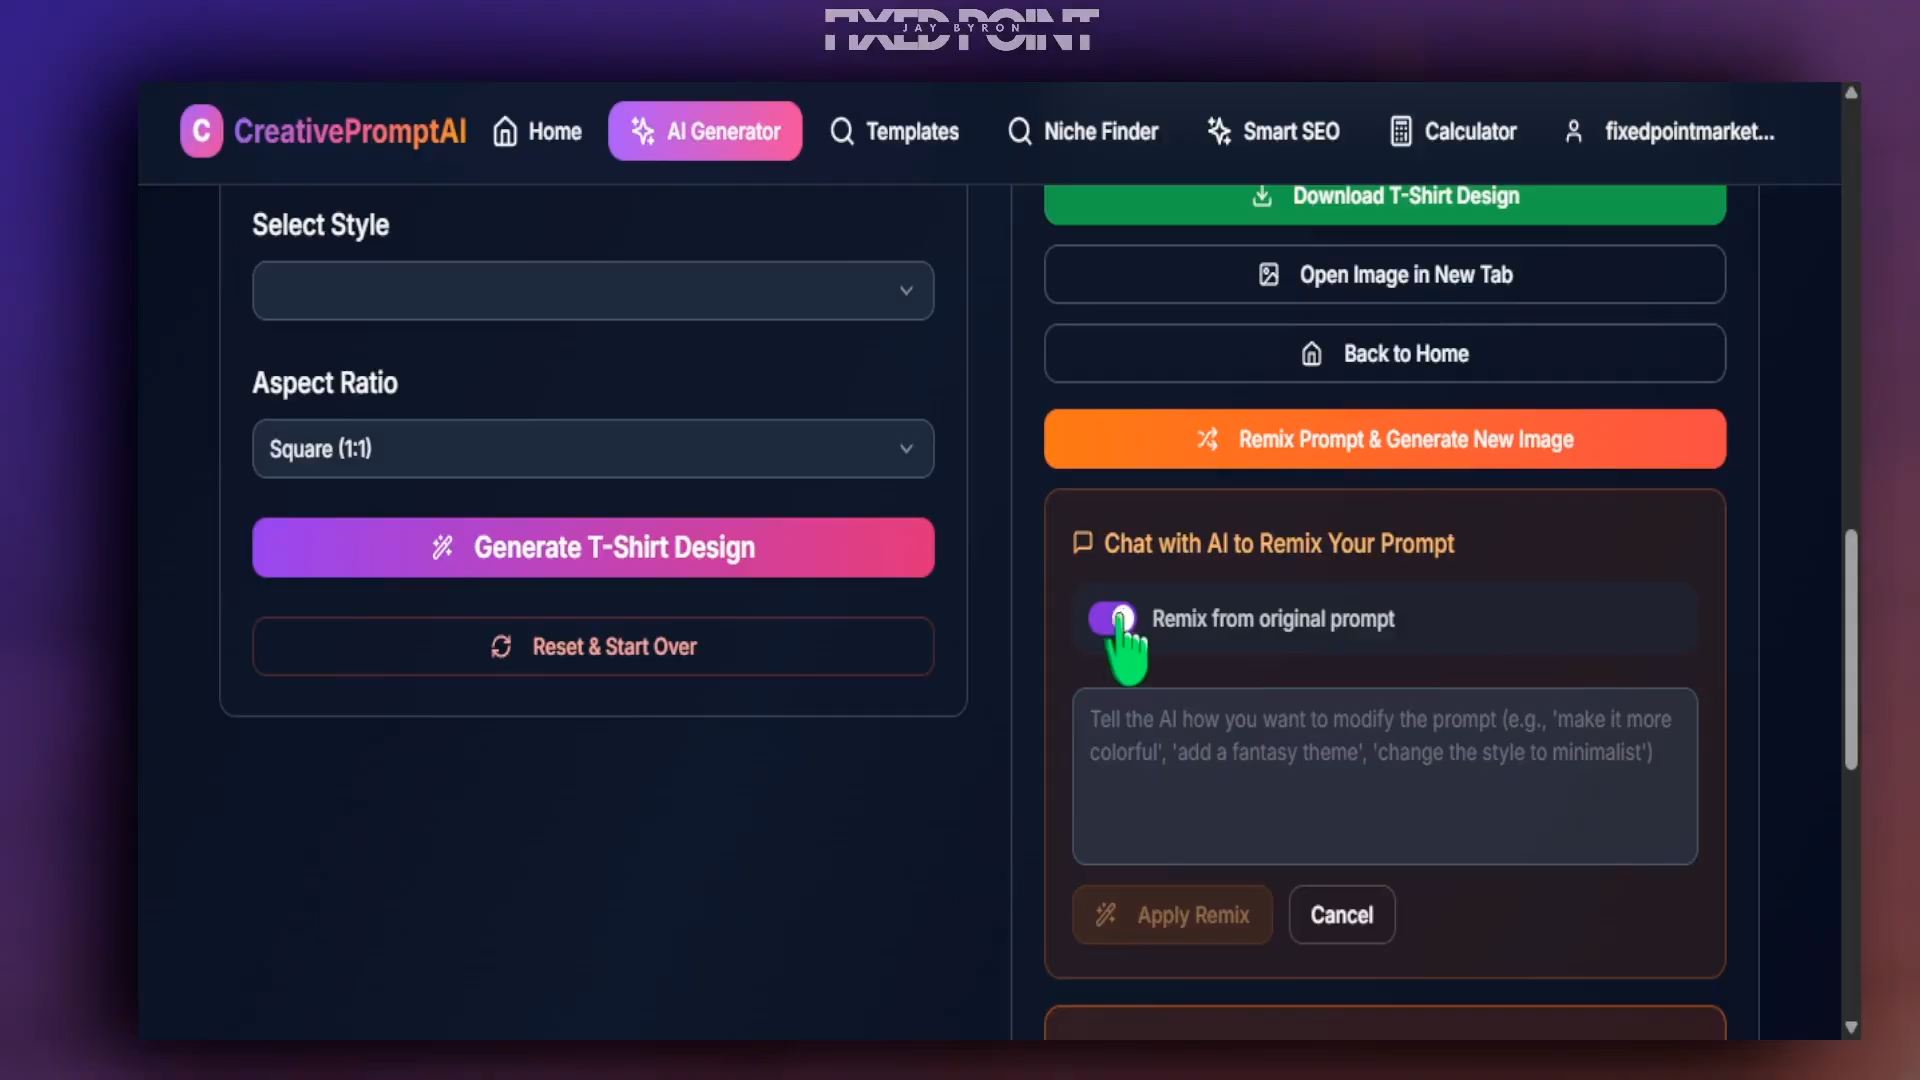 FIXED POINT
JAY BYRON
C CreativePromptAI
Home
AI Generator
Templates
Niche Finder
Smart SEO
Calculator
fixedpointmarket...
Select Style
Aspect Ratio
Square (1:1)
Generate T-Shirt Design
Reset & Start Over
Download T-Shirt Design
Open Image in New Tab
Back to Home
Remix Prompt & Generate New Image
Chat with AI to Remix Your Prompt
Remix from original prompt
Tell the AI how you want to modify the prompt (e.g., 'make it more
colorful', 'add a fantasy theme', 'change the style to minimalist')
Apply Remix
Cancel